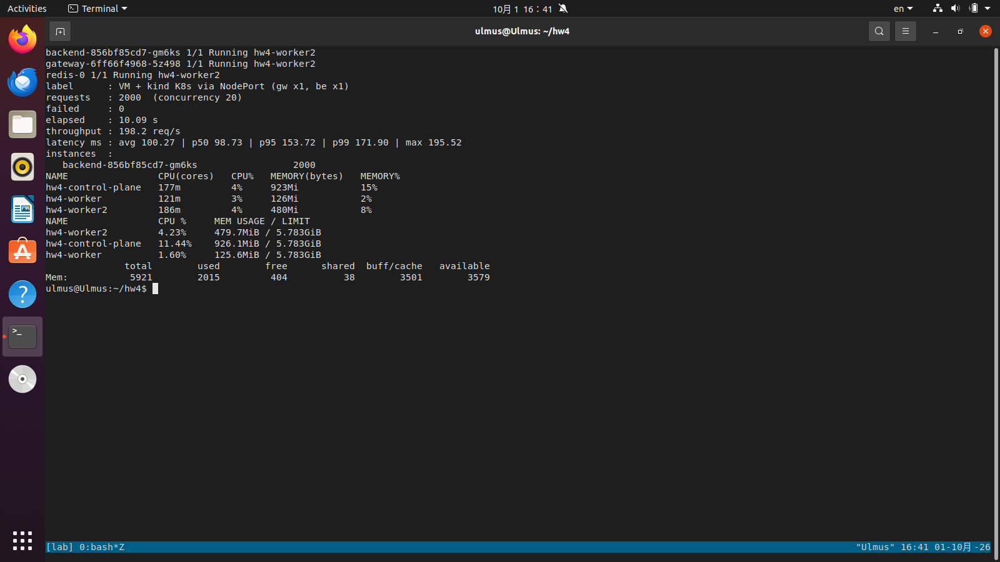 Activities Terminal 10月 1 16：41 en
ulmus@Ulmus: ~/hw4
backend-856bf85cd7-gm6ks 1/1 Running hw4-worker2
gateway-6ff66f4968-5z498 1/1 Running hw4-worker2
redis-0 1/1 Running hw4-worker2
label      : VM + kind K8s via NodePort (gw x1, be x1)
requests   : 2000  (concurrency 20)
failed     : 0
elapsed    : 10.09 s
throughput : 198.2 req/s
latency ms : avg 100.27 | p50 98.73 | p95 153.72 | p99 171.90 | max 195.52
instances  :
   backend-856bf85cd7-gm6ks                 2000
NAME                CPU(cores)   CPU%   MEMORY(bytes)   MEMORY%
hw4-control-plane   177m         4%     923Mi           15%
hw4-worker          121m         3%     126Mi           2%
hw4-worker2         186m         4%     480Mi           8%
NAME                CPU %     MEM USAGE / LIMIT
hw4-worker2         4.23%     479.7MiB / 5.783GiB
hw4-control-plane   11.44%    926.1MiB / 5.783GiB
hw4-worker          1.60%     125.6MiB / 5.783GiB
              total        used        free      shared  buff/cache   available
Mem:           5921        2015         404          38        3501        3579
ulmus@Ulmus:~/hw4$
[lab] 0:bash*Z "Ulmus" 16:41 01-10月-26